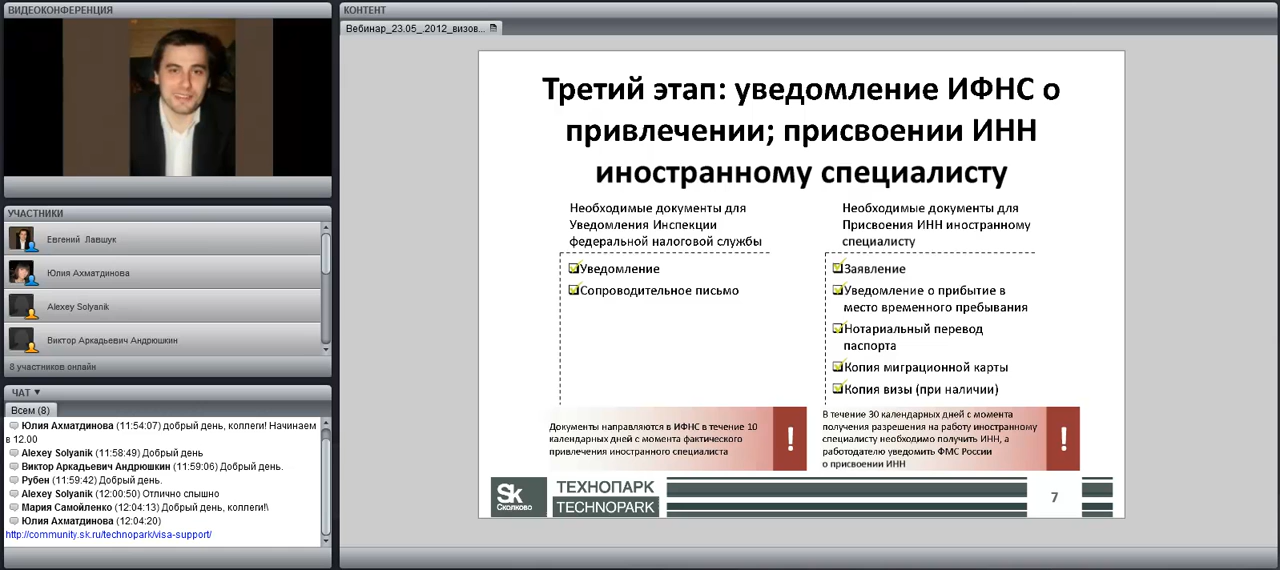 ВИДЕОКОНФЕРЕНЦИЯ
УЧАСТНИКИ
Евгений Лавшук
Юлия Ахматдинова
Alexey Solyanik
Виктор Аркадьевич Андрюшкин
8 участников онлайн
ЧАТ
Всем (8)
Юлия Ахматдинова (11:54:07) добрый день, коллеги! Начинаем
в 12.00
Alexey Solyanik (11:58:49) Добрый день
Виктор Аркадьевич Андрюшкин (11:59:06) Добрый день.
Рубен (11:59:42) Добрый день.
Alexey Solyanik (12:00:50) Отлично слышно
Мария Самойленко (12:04:13) Добрый день, коллеги!\
Юлия Ахматдинова (12:04:20)
http://community.sk.ru/technopark/visa-support/
КОНТЕНТ
Вебинар_23.05_.2012_визов...
Третий этап: уведомление ИФНС о
привлечении; присвоении ИНН
иностранному специалисту
Необходимые документы для
Уведомления Инспекции
федеральной налоговой службы
Уведомление
Сопроводительное письмо
Документы направляются в ИФНС в течение 10
календарных дней с момента фактического
привлечения иностранного специалиста
!
Необходимые документы для
Присвоения ИНН иностранному
специалисту
Заявление
Уведомление о прибытие в
место временного пребывания
Нотариальный перевод
паспорта
Копия миграционной карты
Копия визы (при наличии)
В течение 30 календарных дней с момента
получения разрешения на работу иностранному
специалисту необходимо получить ИНН, а
работодателю уведомить ФМС России
о присвоении ИНН
!
Sk
Сколково
ТЕХНОПАРК
TECHNOPARK
7